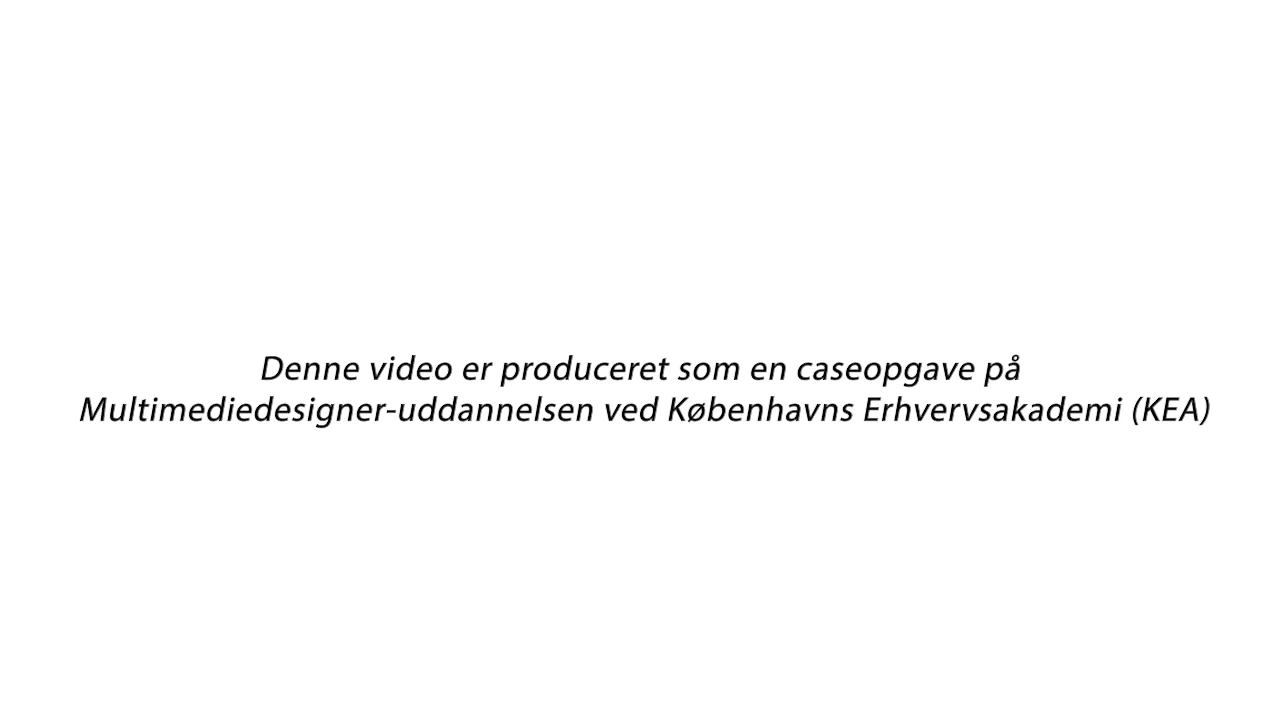 Denne video er produceret som en caseopgave på
Multimediedesigner-uddannelsen ved Københavns Erhvervsakademi (KEA)